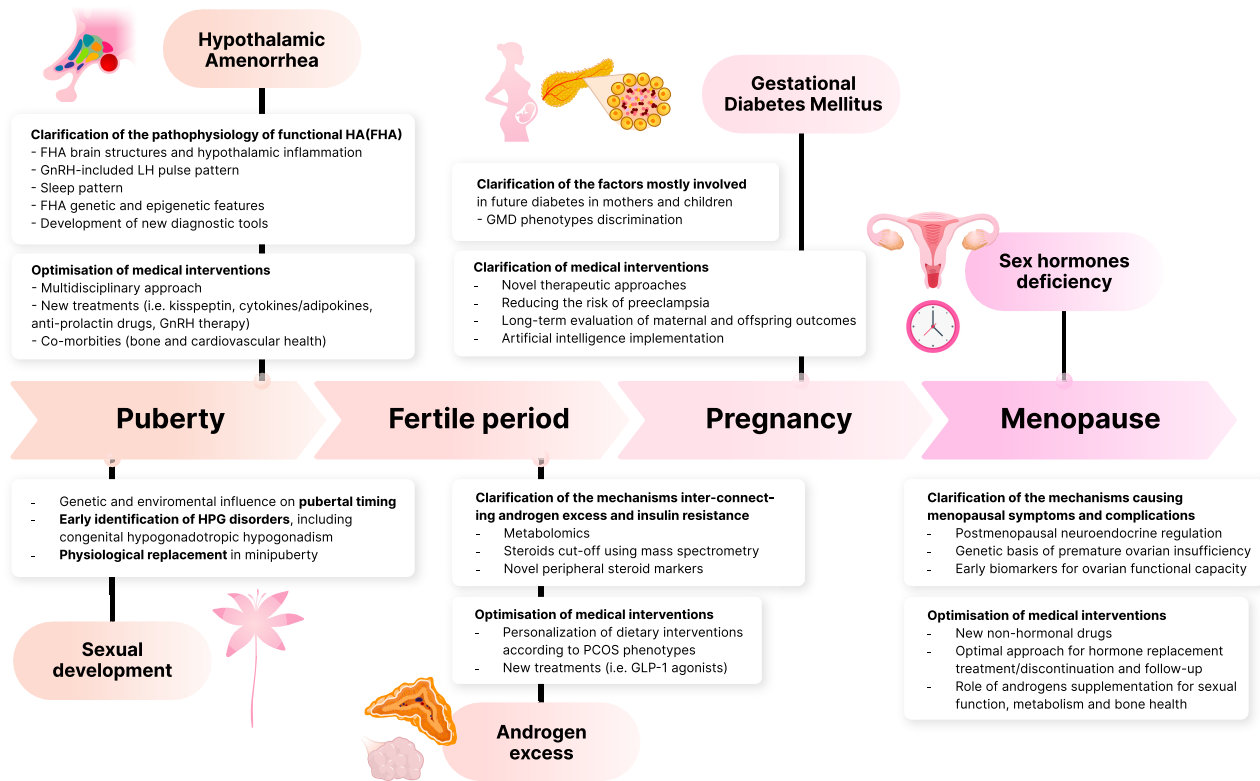 Hypothalamic
Amenorrhea
Clarification of the pathophysiology of functional HA(FHA)
- FHA brain structures and hypothalamic inflammation
- GnRH-included LH pulse pattern
- Sleep pattern
- FHA genetic and epigenetic features
- Development of new diagnostic tools
Optimisation of medical interventions
- Multidisciplinary approach
- New treatments (i.e. kisspeptin, cytokines/adipokines,
anti-prolactin drugs, GnRH therapy)
- Co-morbities (bone and cardiovascular health)
Gestational
Diabetes Mellitus
Clarification of the factors mostly involved
in future diabetes in mothers and children
- GMD phenotypes discrimination
Clarification of medical interventions
- Novel therapeutic approaches
- Reducing the risk of preeclampsia
- Long-term evaluation of maternal and offspring outcomes
- Artificial intelligence implementation
Sex hormones
deficiency
Puberty
Fertile period
Pregnancy
Menopause
- Genetic and enviromental influence on pubertal timing
- Early identification of HPG disorders, including
congenital hypogonadotropic hypogonadism
- Physiological replacement in minipuberty
Sexual
development
Clarification of the mechanisms inter-connect-
ing androgen excess and insulin resistance
- Metabolomics
- Steroids cut-off using mass spectrometry
- Novel peripheral steroid markers
Optimisation of medical interventions
- Personalization of dietary interventions
according to PCOS phenotypes
- New treatments (i.e. GLP-1 agonists)
Androgen
excess
Clarification of the mechanisms causing
menopausal symptoms and complications
- Postmenopausal neuroendocrine regulation
- Genetic basis of premature ovarian insufficiency
- Early biomarkers for ovarian functional capacity
Optimisation of medical interventions
- New non-hormonal drugs
- Optimal approach for hormone replacement
treatment/discontinuation and follow-up
- Role of androgens supplementation for sexual
function, metabolism and bone health